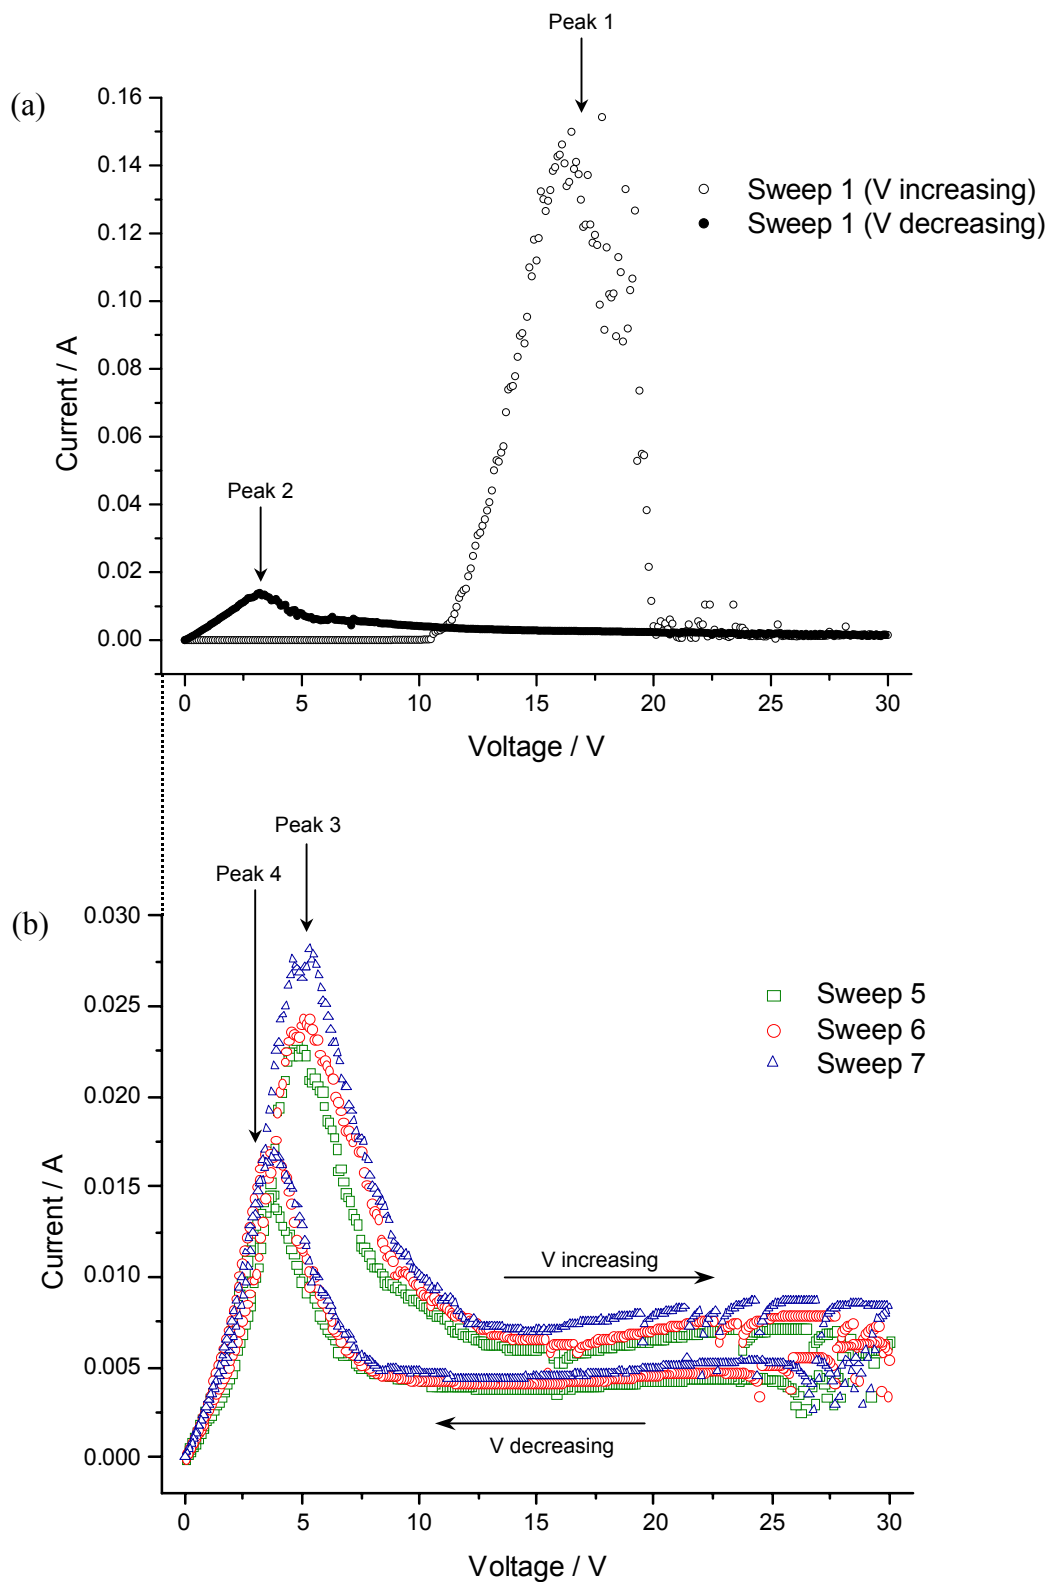 Peak 1
(a)
0.16
0.14
0.12
0.10
0.08
0.06
0.04
0.02
0.00
Current / A
Sweep 1 (V increasing)
Sweep 1 (V decreasing)
Peak 2
0 5 10 15 20 25 30
Voltage / V
Peak 3
Peak 4
(b)
0.030
0.025
0.020
0.015
0.010
0.005
0.000
Current / A
Sweep 5
Sweep 6
Sweep 7
V increasing
V decreasing
0 5 10 15 20 25 30
Voltage / V